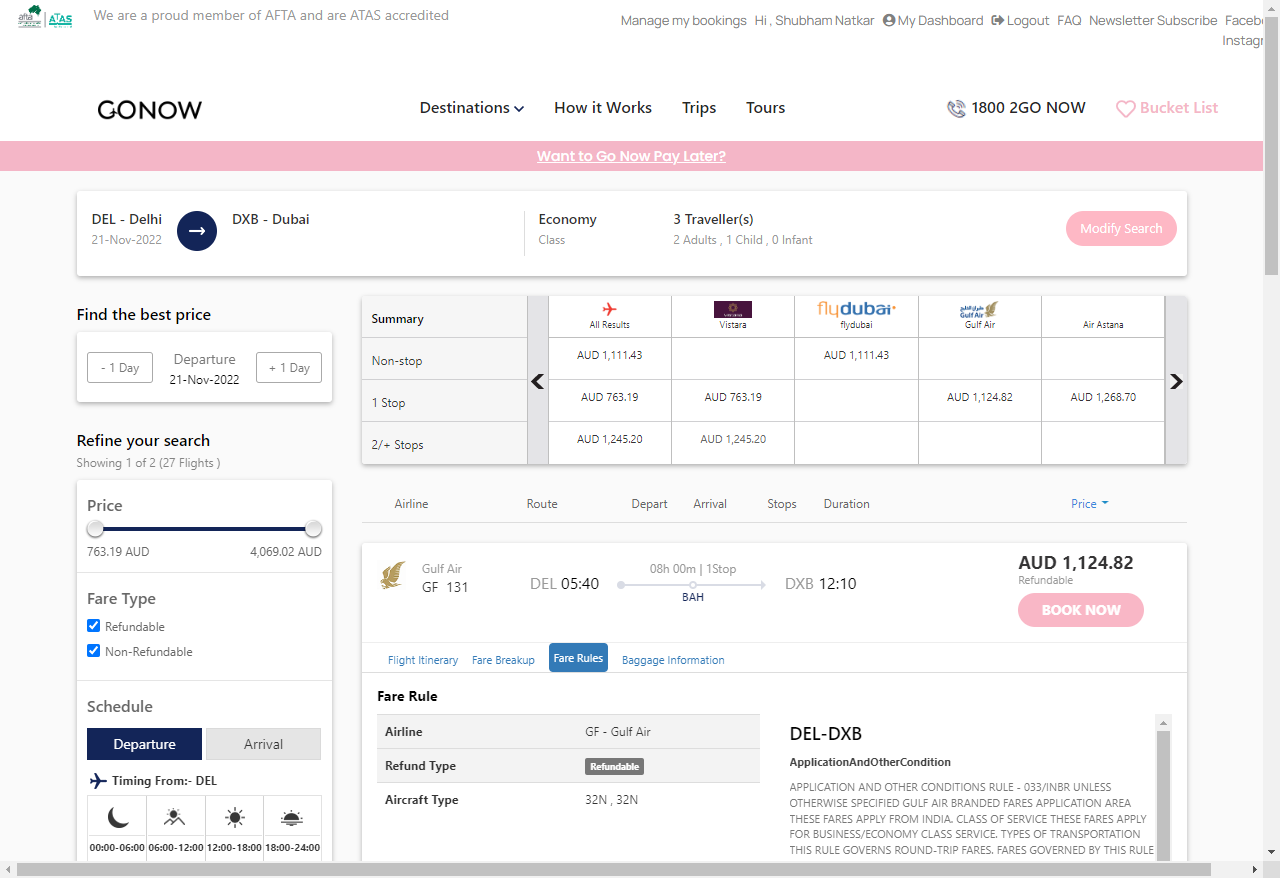 afta
ATAS
We are a proud member of AFTA and are ATAS accredited
Manage my bookings Hi , Shubham Natkar My Dashboard Logout FAQ Newsletter Subscribe Facebo
Instagr
GONOW
Destinations How it Works Trips Tours
1800 2GO NOW Bucket List
Want to Go Now Pay Later?
DEL - Delhi DXB - Dubai Economy 3 Traveller(s)
21-Nov-2022 Class 2 Adults , 1 Child , 0 Infant
Modify Search
Find the best price
- 1 Day Departure + 1 Day
21-Nov-2022
Refine your search
Showing 1 of 2 (27 Flights )
Price
763.19 AUD 4,069.02 AUD
Fare Type
Refundable
Non-Refundable
Schedule
Departure Arrival
Timing From:- DEL
00:00-06:00 06:00-12:00 12:00-18:00 18:00-24:00
Summary All Results Vistara flydubai flydubai Gulf Air Gulf Air Air Astana
Non-stop AUD 1,111.43 AUD 1,111.43
1 Stop AUD 763.19 AUD 763.19 AUD 1,124.82 AUD 1,268.70
2/+ Stops AUD 1,245.20 AUD 1,245.20
Airline Route Depart Arrival Stops Duration Price
Gulf Air 08h 00m | 1Stop AUD 1,124.82
GF 131 DEL 05:40 DXB 12:10 Refundable
BAH
BOOK NOW
Flight Itinerary Fare Breakup Fare Rules Baggage Information
Fare Rule
Airline GF - Gulf Air
Refund Type Refundable
Aircraft Type 32N , 32N
DEL-DXB
ApplicationAndOtherCondition
APPLICATION AND OTHER CONDITIONS RULE - 033/INBR UNLESS
OTHERWISE SPECIFIED GULF AIR BRANDED FARES APPLICATION AREA
THESE FARES APPLY FROM INDIA. CLASS OF SERVICE THESE FARES APPLY
FOR BUSINESS/ECONOMY CLASS SERVICE. TYPES OF TRANSPORTATION
THIS RULE GOVERNS ROUND-TRIP FARES. FARES GOVERNED BY THIS RULE